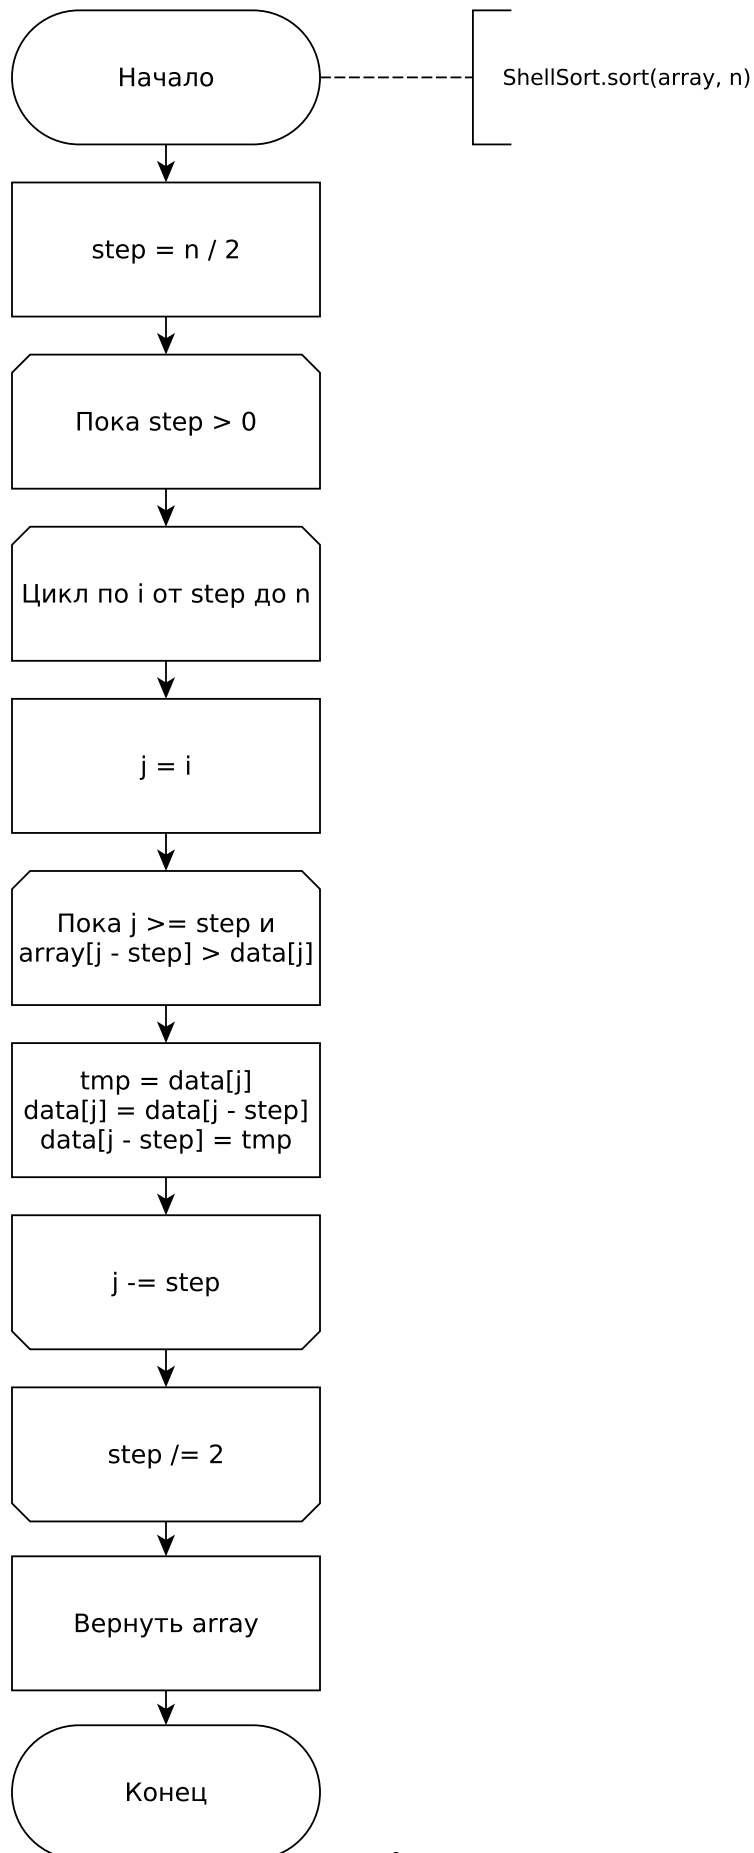 Начало
ShellSort.sort(array, n)
step = n / 2
Пока step > 0
Цикл по i от step до n
j = i
Пока j >= step и
array[j - step] > data[j]
tmp = data[j]
data[j] = data[j - step]
data[j - step] = tmp
j -= step
step /= 2
Вернуть array
Конец